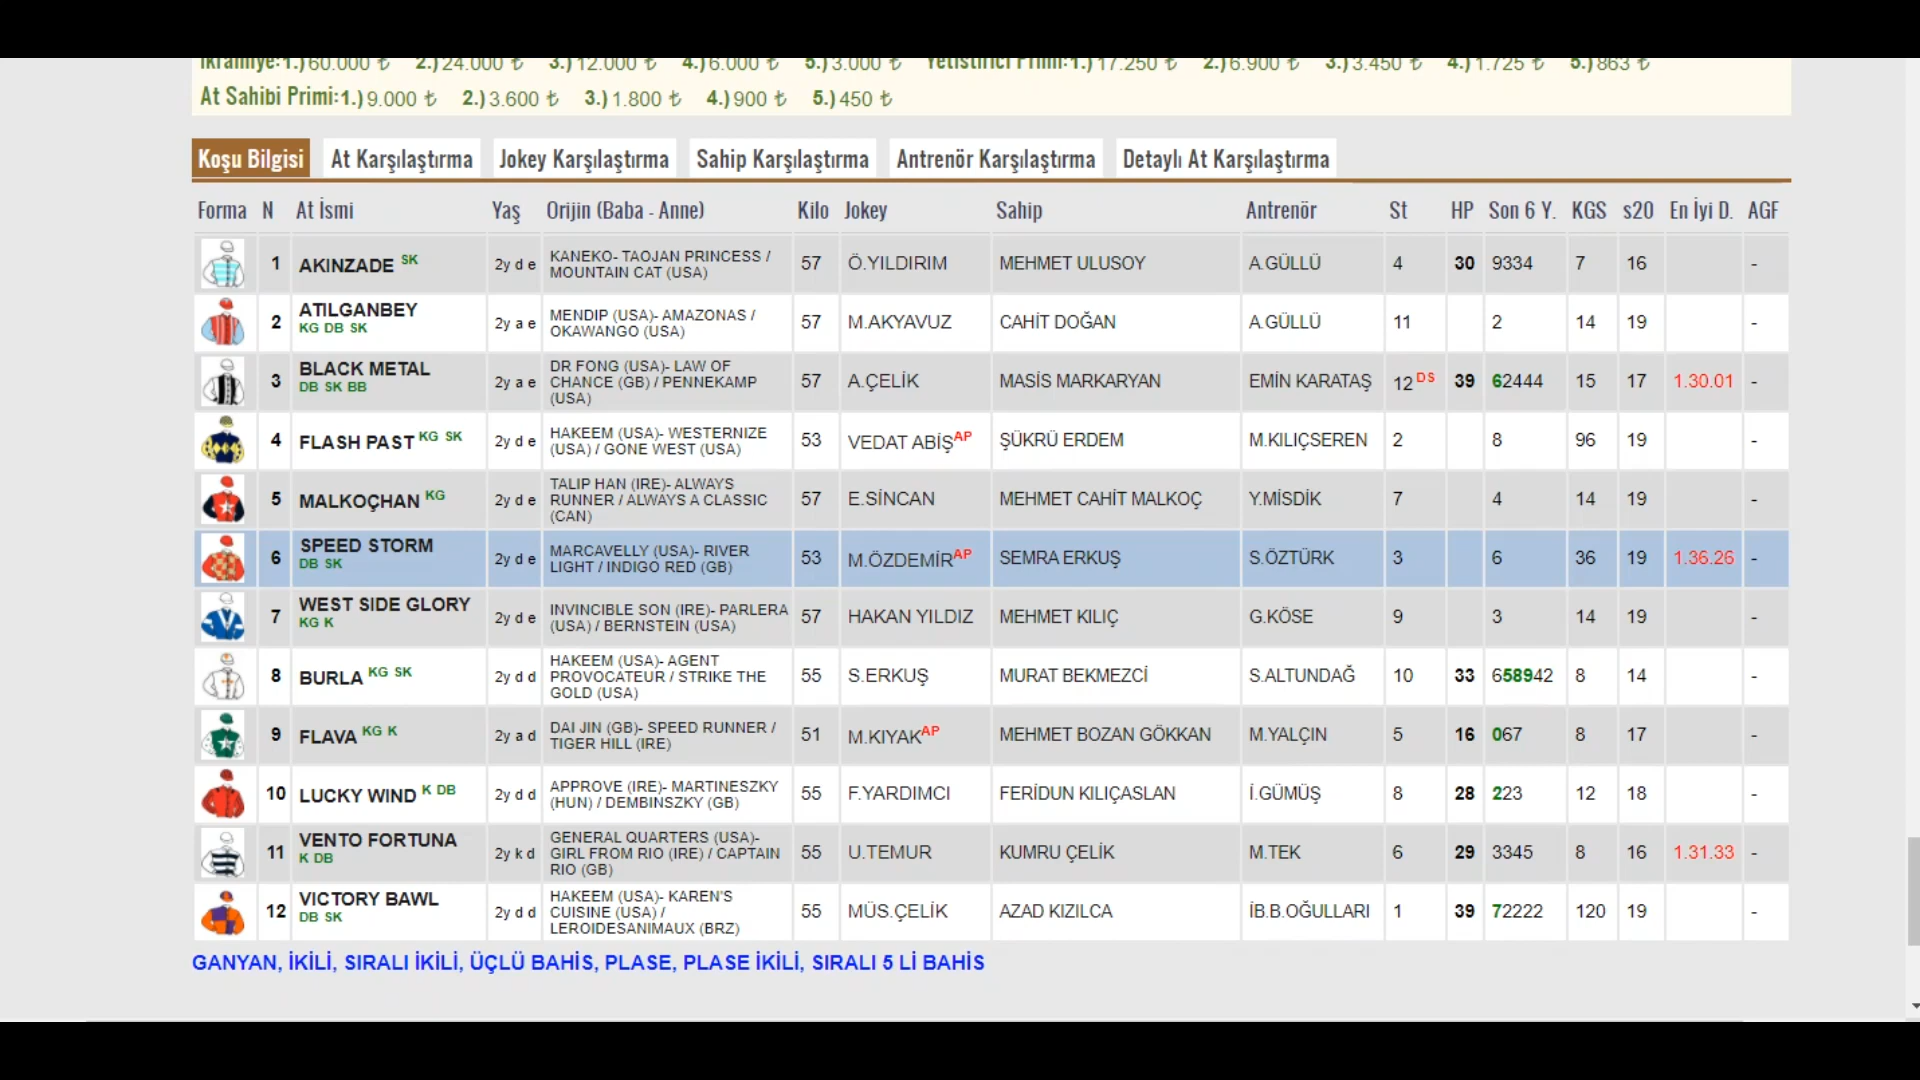 İkramiye:1.)60.000 ₺ 2.)24.000 ₺ 3.)12.000 ₺ 4.)6.000 ₺ 5.)3.000 ₺ Yetiştirici Primi:1.)17.250 ₺ 2.)6.900 ₺ 3.)3.450 ₺ 4.)1.725 ₺ 5.)863 ₺
At Sahibi Primi:1.)9.000 ₺ 2.)3.600 ₺ 3.)1.800 ₺ 4.)900 ₺ 5.)450 ₺
Koşu Bilgisi At Karşılaştırma Jokey Karşılaştırma Sahip Karşılaştırma Antrenör Karşılaştırma Detaylı At Karşılaştırma
Forma N At İsmi Yaş Orijin (Baba - Anne) Kilo Jokey Sahip Antrenör St HP Son 6 Y. KGS s20 En İyi D. AGF
1 AKINZADE SK 2y d e KANEKO- TAOJAN PRINCESS / MOUNTAIN CAT (USA) 57 Ö.YILDIRIM MEHMET ULUSOY A.GÜLLÜ 4 30 9334 7 16 -
2 ATILGANBEY KG DB SK 2y a e MENDIP (USA)- AMAZONAS / OKAWANGO (USA) 57 M.AKYAVUZ CAHİT DOĞAN A.GÜLLÜ 11 2 14 19 -
3 BLACK METAL DB SK BB 2y a e DR FONG (USA)- LAW OF CHANCE (GB) / PENNEKAMP (USA) 57 A.ÇELİK MASİS MARKARYAN EMİN KARATAŞ 12 DS 39 62444 15 17 1.30.01 -
4 FLASH PAST KG SK 2y d e HAKEEM (USA)- WESTERNIZE (USA) / GONE WEST (USA) 53 VEDAT ABİŞ AP ŞÜKRÜ ERDEM M.KILIÇSEREN 2 8 96 19 -
5 MALKOÇHAN KG 2y d e TALIP HAN (IRE)- ALWAYS RUNNER / ALWAYS A CLASSIC (CAN) 57 E.SİNCAN MEHMET CAHİT MALKOÇ Y.MİSDİK 7 4 14 19 -
6 SPEED STORM DB SK 2y d e MARCAVELLY (USA)- RIVER LIGHT / INDIGO RED (GB) 53 M.ÖZDEMİR AP SEMRA ERKUŞ S.ÖZTÜRK 3 6 36 19 1.36.26 -
7 WEST SIDE GLORY KG K 2y d e INVINCIBLE SON (IRE)- PARLERA (USA) / BERNSTEIN (USA) 57 HAKAN YILDIZ MEHMET KILIÇ G.KÖSE 9 3 14 19 -
8 BURLA KG SK 2y d d HAKEEM (USA)- AGENT PROVOCATEUR / STRIKE THE GOLD (USA) 55 S.ERKUŞ MURAT BEKMEZCİ S.ALTUNDAĞ 10 33 658942 8 14 -
9 FLAVA KG K 2y a d DAI JIN (GB)- SPEED RUNNER / TIGER HILL (IRE) 51 M.KIYAK AP MEHMET BOZAN GÖKKAN M.YALÇIN 5 16 067 8 17 -
10 LUCKY WIND K DB 2y d d APPROVE (IRE)- MARTINESZKY (HUN) / DEMBINSZKY (GB) 55 F.YARDIMCI FERİDUN KILIÇASLAN İ.GÜMÜŞ 8 28 223 12 18 -
11 VENTO FORTUNA K DB 2y k d GENERAL QUARTERS (USA)- GIRL FROM RIO (IRE) / CAPTAIN RIO (GB) 55 U.TEMUR KUMRU ÇELİK M.TEK 6 29 3345 8 16 1.31.33 -
12 VICTORY BAWL DB SK 2y d d HAKEEM (USA)- KAREN'S CUISINE (USA) / LEROIDESANIMAUX (BRZ) 55 MÜS.ÇELİK AZAD KIZILCA İB.B.OĞULLARI 1 39 72222 120 19 -
GANYAN, İKİLİ, SIRALI İKİLİ, ÜÇLÜ BAHİS, PLASE, PLASE İKİLİ, SIRALI 5 Lİ BAHİS